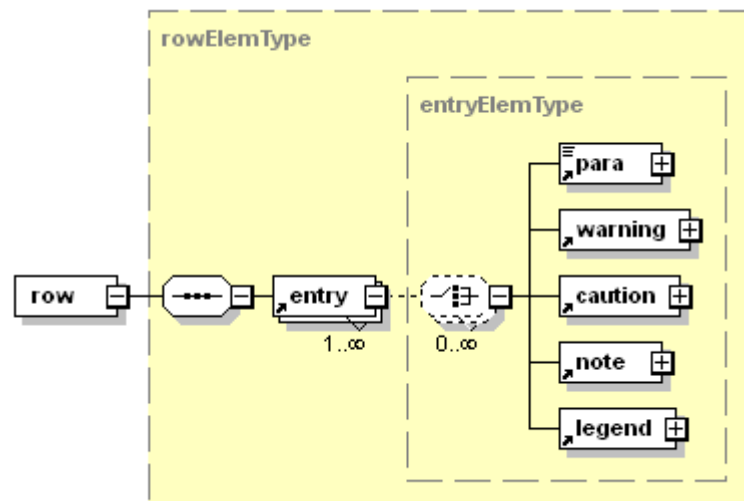 rowElemType
entryElemType
para
warning
row
entry
caution
1..∞
0..∞
note
legend